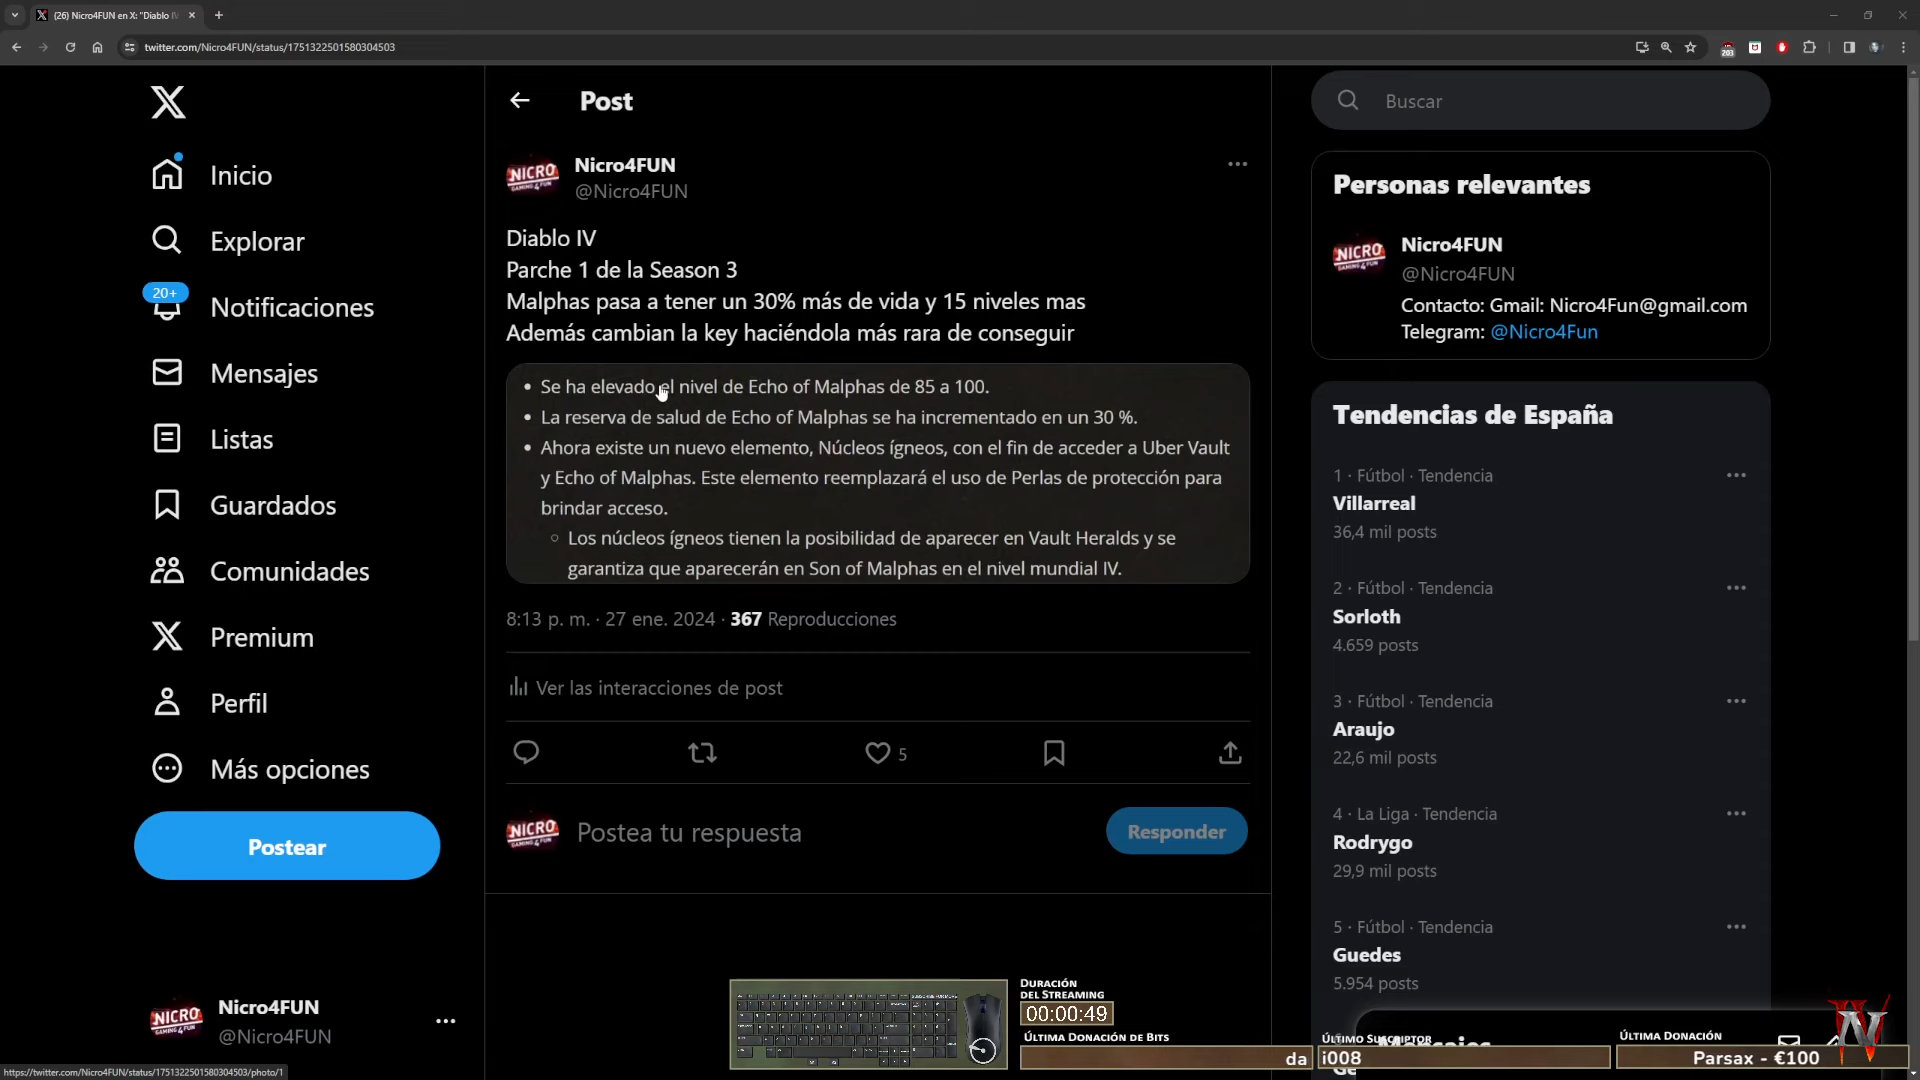 (26) Nicro4FUN en X: "Diablo IV
twitter.com/Nicro4FUN/status/1751322501580304503
203
Inicio
Explorar
20+
Notificaciones
Mensajes
Listas
Guardados
Comunidades
Premium
Perfil
Más opciones
Postear
Nicro4FUN
@Nicro4FUN
Post
NICRO
Nicro4FUN
@Nicro4FUN
Diablo IV
Parche 1 de la Season 3
Malphas pasa a tener un 30% más de vida y 15 niveles mas
Además cambian la key haciéndola más rara de conseguir
• Se ha elevado el nivel de Echo of Malphas de 85 a 100.
• La reserva de salud de Echo of Malphas se ha incrementado en un 30 %.
• Ahora existe un nuevo elemento, Núcleos ígneos, con el fin de acceder a Uber Vault
y Echo of Malphas. Este elemento reemplazará el uso de Perlas de protección para
brindar acceso.
○ Los núcleos ígneos tienen la posibilidad de aparecer en Vault Heralds y se
garantiza que aparecerán en Son of Malphas en el nivel mundial IV.
8:13 p. m. · 27 ene. 2024 · 367 Reproducciones
Ver las interacciones de post
5
NICRO
Postea tu respuesta
Responder
Buscar
Personas relevantes
NICRO
Nicro4FUN
@Nicro4FUN
Contacto: Gmail: Nicro4Fun@gmail.com
Telegram: @Nicro4Fun
Tendencias de España
1 · Fútbol · Tendencia
Villarreal
36,4 mil posts
2 · Fútbol · Tendencia
Sorloth
4.659 posts
3 · Fútbol · Tendencia
Araujo
22,6 mil posts
4 · La Liga · Tendencia
Rodrygo
29,9 mil posts
5 · Fútbol · Tendencia
Guedes
5.954 posts
Mensajes
DURACIÓN
DEL STREAMING
00:00:49
ÚLTIMA DONACIÓN DE BITS
da
ÚLTIMO SUSCRIPTOR
i008
ÚLTIMA DONACIÓN
Parsax - €100
IV
NICRO
https://twitter.com/Nicro4FUN/status/1751322501580304503/photo/1